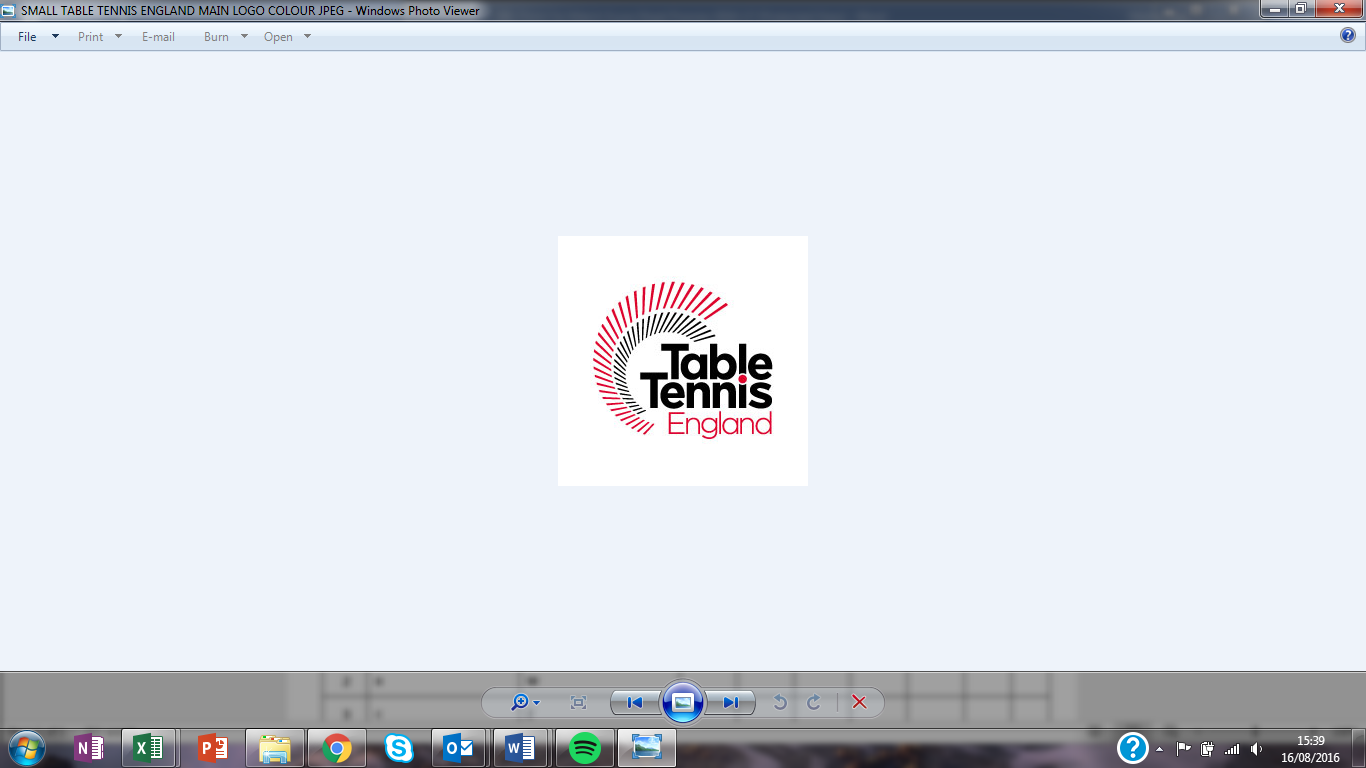 SMALL TABLE TENNIS ENGLAND MAIN LOGO COLOUR JPEG - Windows Photo Viewer
File Print E-mail Burn Open
Table
Tennis
England
15:39
16/08/2016